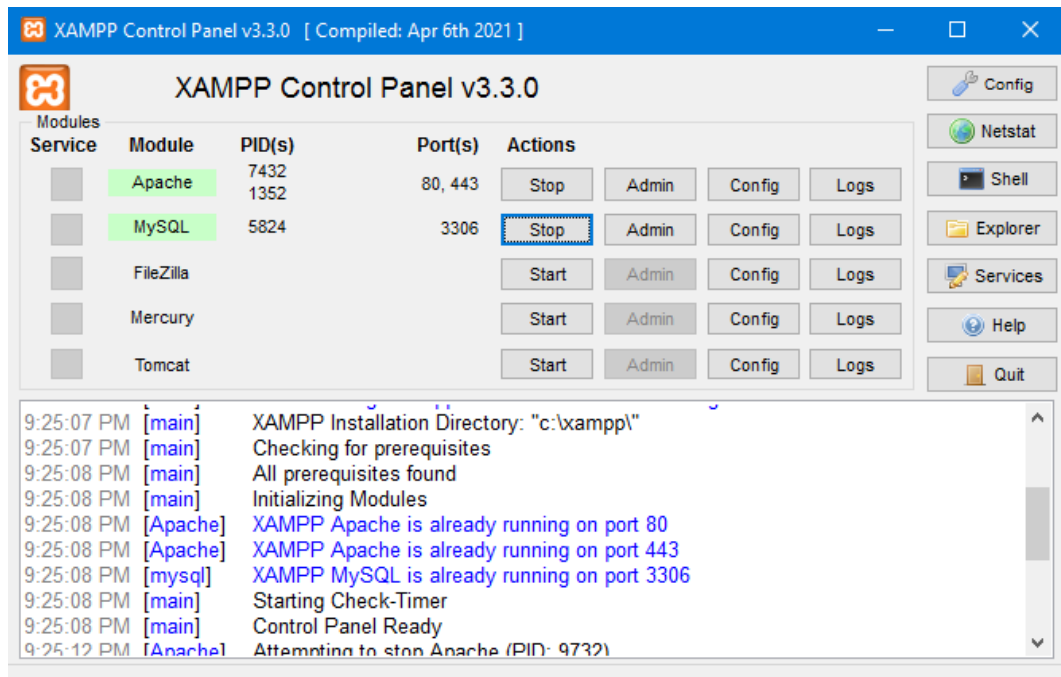 XAMPP Control Panel v3.3.0 [ Compiled: Apr 6th 2021 ]
XAMPP Control Panel v3.3.0
Config
Modules
Netstat
Service Module PID(s) Port(s) Actions
Apache 7432 1352 80, 443 Stop Admin Config Logs
Shell
MySQL 5824 3306 Stop Admin Config Logs
Explorer
FileZilla Start Admin Config Logs
Services
Mercury Start Admin Config Logs
Help
Tomcat Start Admin Config Logs
Quit
9:25:07 PM [main] XAMPP Installation Directory: "c:\xampp\"
9:25:07 PM [main] Checking for prerequisites
9:25:08 PM [main] All prerequisites found
9:25:08 PM [main] Initializing Modules
9:25:08 PM [Apache] XAMPP Apache is already running on port 80
9:25:08 PM [Apache] XAMPP Apache is already running on port 443
9:25:08 PM [mysql] XAMPP MySQL is already running on port 3306
9:25:08 PM [main] Starting Check-Timer
9:25:08 PM [main] Control Panel Ready
9:25:12 PM [Apache] Attempting to stop Apache (PID: 9732)